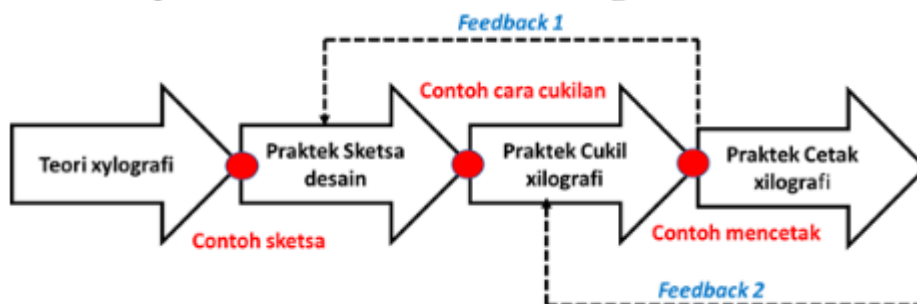 Feedback 1
Contoh cara cukilan
Teori xylografi
Praktek Sketsa
desain
Praktek Cukil
xilografi
Praktek Cetak
xilografi
Contoh sketsa
Contoh mencetak
Feedback 2